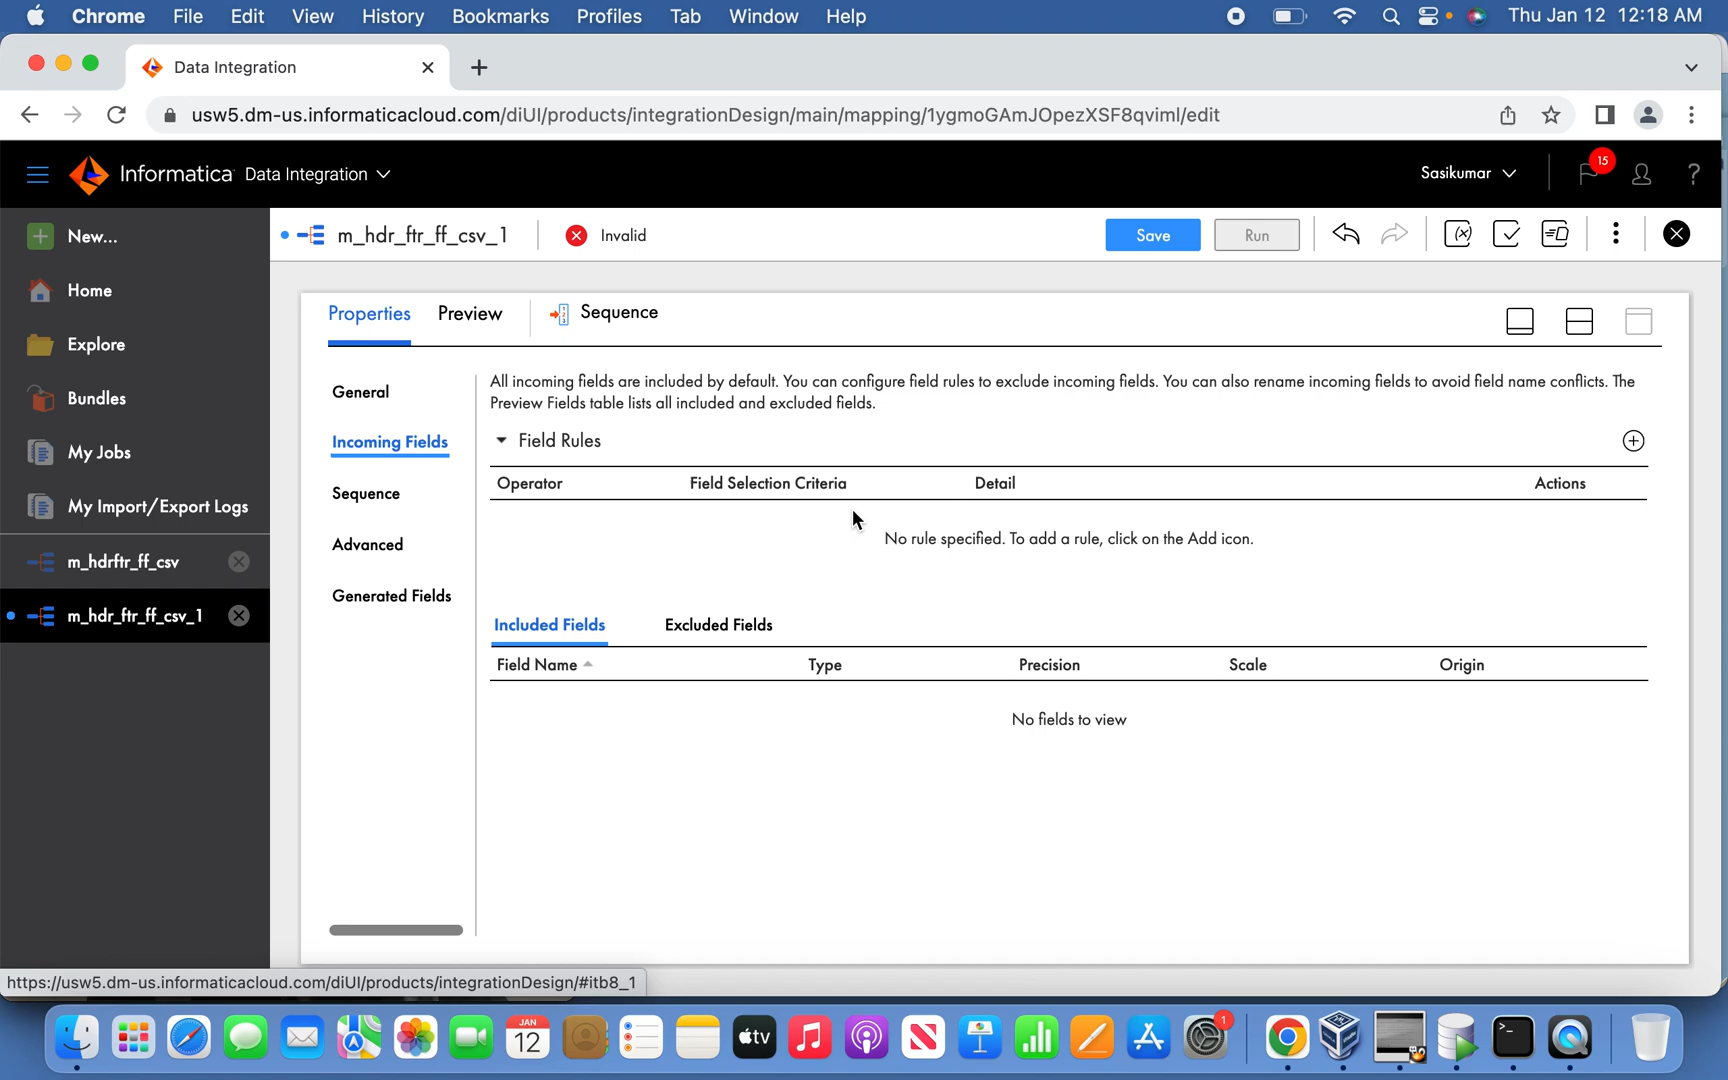 Chrome File Edit View History Bookmarks Profiles Tab Window Help Thu Jan 12 12:18 AM
Data Integration
usw5.dm-us.informaticacloud.com/diUI/products/integrationDesign/main/mapping/1ygmoGAmJOpezXSF8qviml/edit
Informatica Data Integration Sasikumar 15 ?
New...
m_hdr_ftr_ff_csv_1 Invalid Save Run
Home
Explore
Bundles
My Jobs
My Import/Export Logs
m_hdrftr_ff_csv
m_hdr_ftr_ff_csv_1
Properties Preview Sequence
General
Incoming Fields
Sequence
Advanced
Generated Fields
All incoming fields are included by default. You can configure field rules to exclude incoming fields. You can also rename incoming fields to avoid field name conflicts. The
Preview Fields table lists all included and excluded fields.
Field Rules
Operator Field Selection Criteria Detail Actions
No rule specified. To add a rule, click on the Add icon.
Included Fields Excluded Fields
Field Name Type Precision Scale Origin
No fields to view
https://usw5.dm-us.informaticacloud.com/diUI/products/integrationDesign/#itb8_1
JAN
12
tv
1